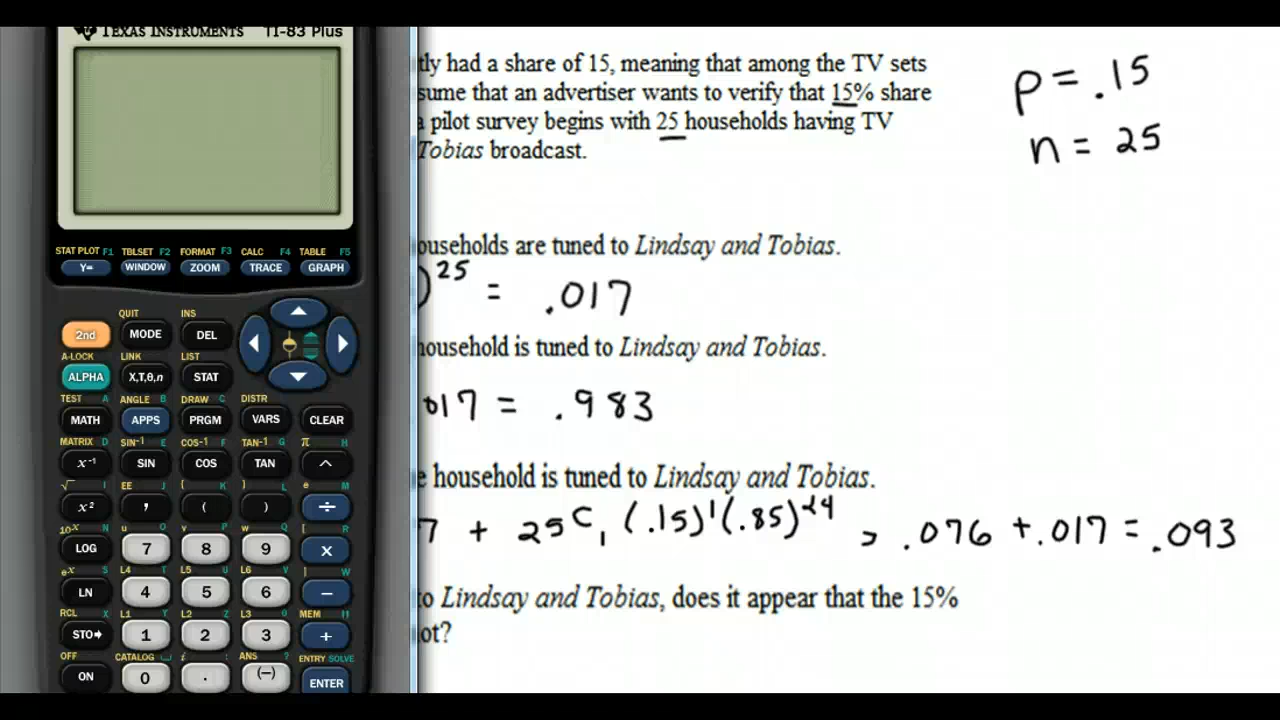 TEXAS INSTRUMENTS TI-83 Plus
STAT PLOT F1 TBLSET F2 FORMAT F3 CALC F4 TABLE F5
Y= WINDOW ZOOM TRACE GRAPH
QUIT INS
2nd MODE DEL
A-LOCK LINK LIST
ALPHA X,T,θ,n STAT
TEST A ANGLE B DRAW C DISTR
MATH APPS PRGM VARS CLEAR
MATRIX D SIN⁻¹ E COS⁻¹ F TAN⁻¹ G π H
x⁻¹ SIN COS TAN ^
√ I EE J { K } L e M
x² , ( ) ÷
10ˣ N u O v P w Q [ R
LOG 7 8 9 ×
eˣ S L4 T L5 U L6 V ] W
LN 4 5 6 −
RCL X L1 Y L2 Z L3 θ MEM "
STO➔ 1 2 3 +
OFF CATALOG i : ANS ? ENTRY SOLVE
ON 0 . (−) ENTER
tly had a share of 15, meaning that among the TV sets
sume that an advertiser wants to verify that 15% share
a pilot survey begins with 25 households having TV
Tobias broadcast.
p = .15
n = 25
ouseholds are tuned to Lindsay and Tobias.
)²⁵ = .017
household is tuned to Lindsay and Tobias.
017 = .983
e household is tuned to Lindsay and Tobias.
7 + 25C₁ (.15)¹(.85)²⁴ = .076 + .017 = .093
to Lindsay and Tobias, does it appear that the 15%
ot?